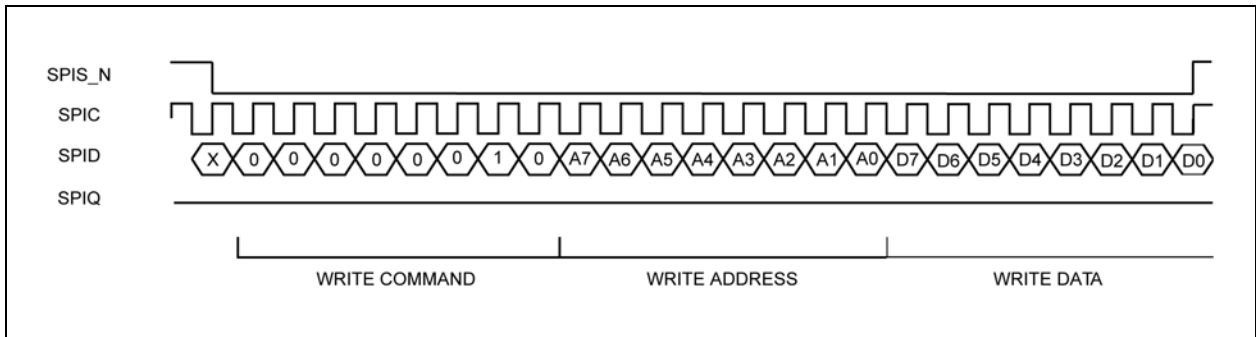 SPIS_N
SPIC
SPID X 0 0 0 0 0 0 1 0 A7 A6 A5 A4 A3 A2 A1 A0 D7 D6 D5 D4 D3 D2 D1 D0
SPIQ
WRITE COMMAND WRITE ADDRESS WRITE DATA